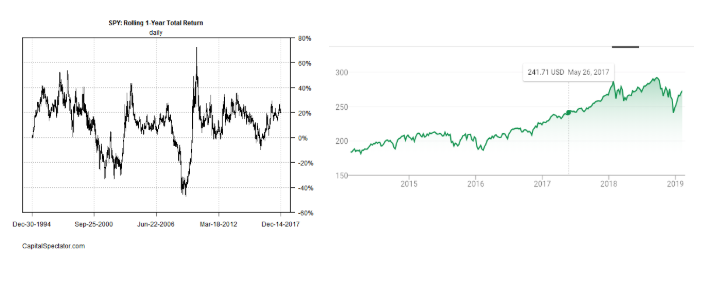 SPY: Rolling 1-Year Total Return
daily
80%
60%
40%
20%
0%
-20%
-40%
-60%
Dec-30-1994 Sep-25-2000 Jun-22-2006 Mar-18-2012 Dec-14-2017
CapitalSpectator.com
241.71 USD May 26, 2017
300
250
200
150
2015 2016 2017 2018 2019